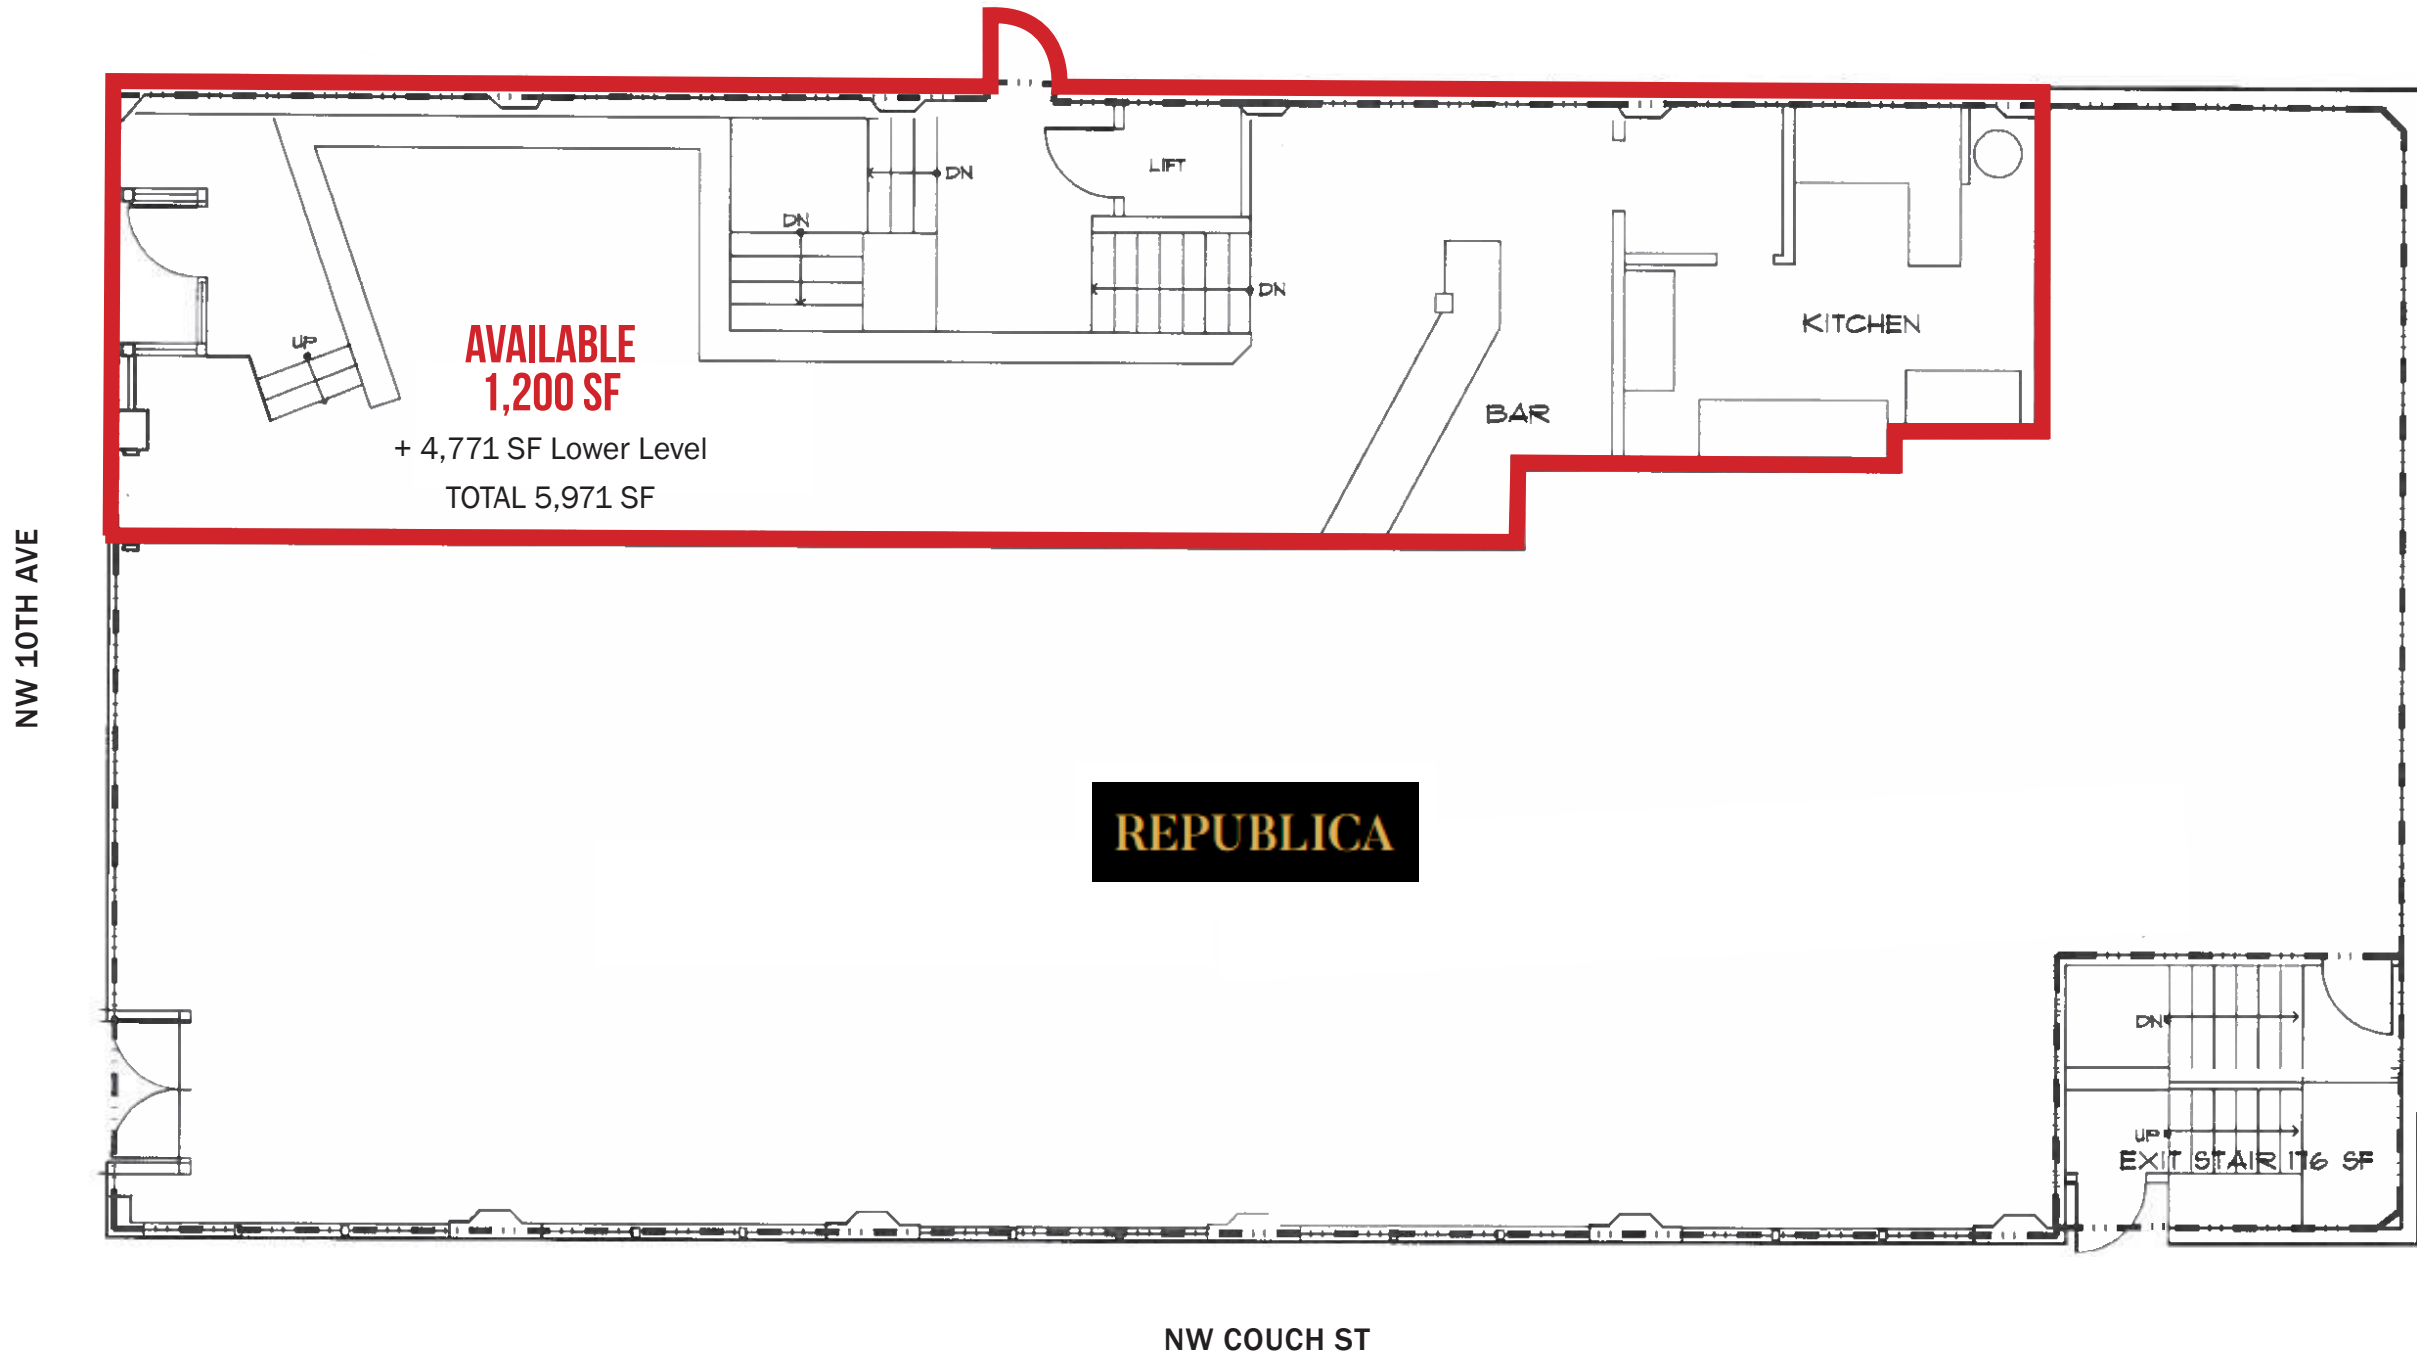 DN
LIFT
DN
DN
UP
KITCHEN
AVAILABLE
1,200 SF
BAR
+ 4,771 SF Lower Level
TOTAL 5,971 SF
NW 10TH AVE
REPUBLICA
DN
UP
EXIT STAIR 176 SF
NW COUCH ST